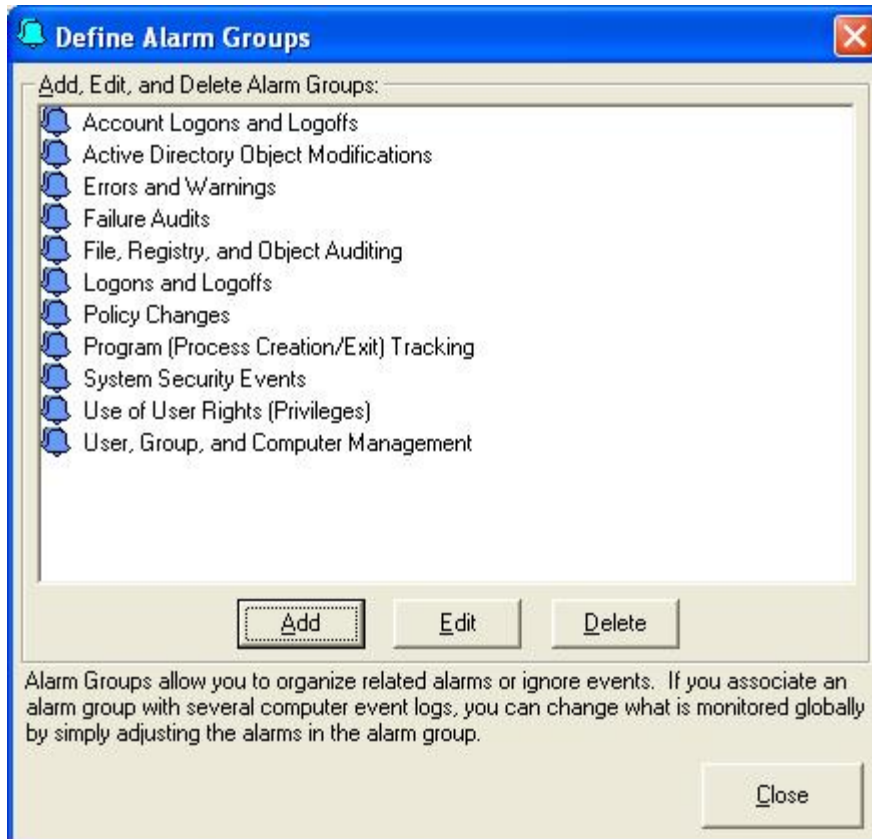 Define Alarm Groups
Add, Edit, and Delete Alarm Groups:
Account Logons and Logoffs
Active Directory Object Modifications
Errors and Warnings
Failure Audits
File, Registry, and Object Auditing
Logons and Logoffs
Policy Changes
Program (Process Creation/Exit) Tracking
System Security Events
Use of User Rights (Privileges)
User, Group, and Computer Management
Add Edit Delete
Alarm Groups allow you to organize related alarms or ignore events. If you associate an
alarm group with several computer event logs, you can change what is monitored globally
by simply adjusting the alarms in the alarm group.
Close